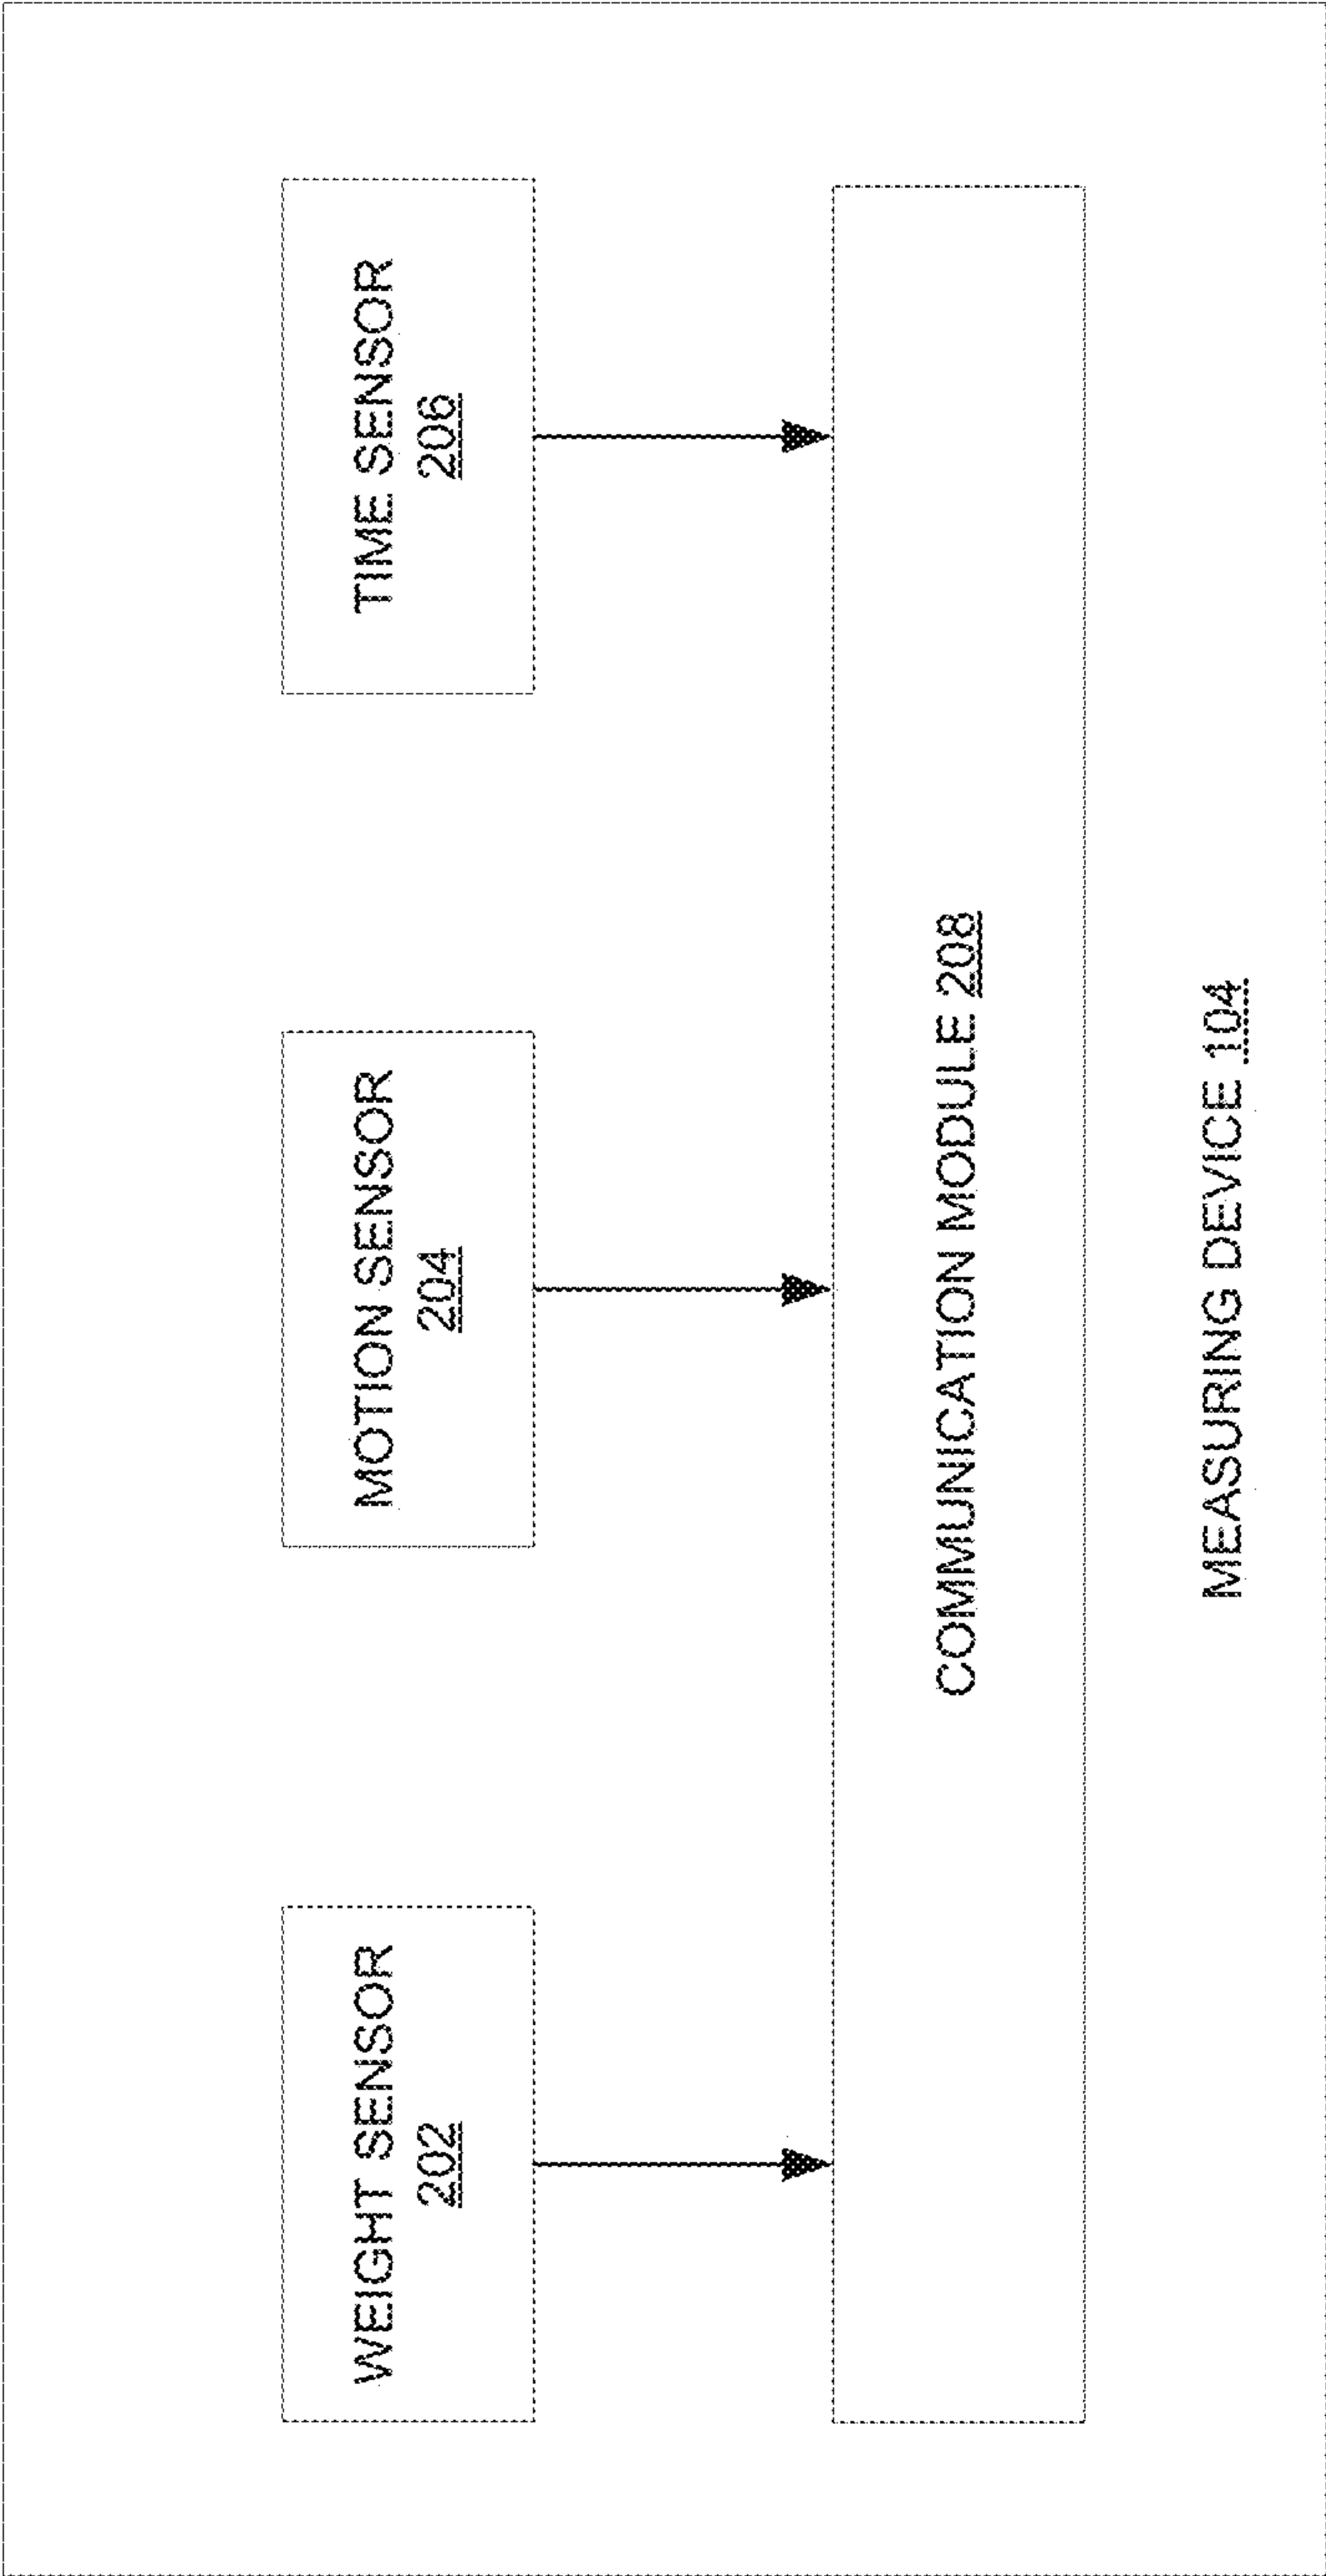 WEIGHT SENSOR
202
MOTION SENSOR
204
TIME SENSOR
206
COMMUNICATION MODULE 208
MEASURING DEVICE 104